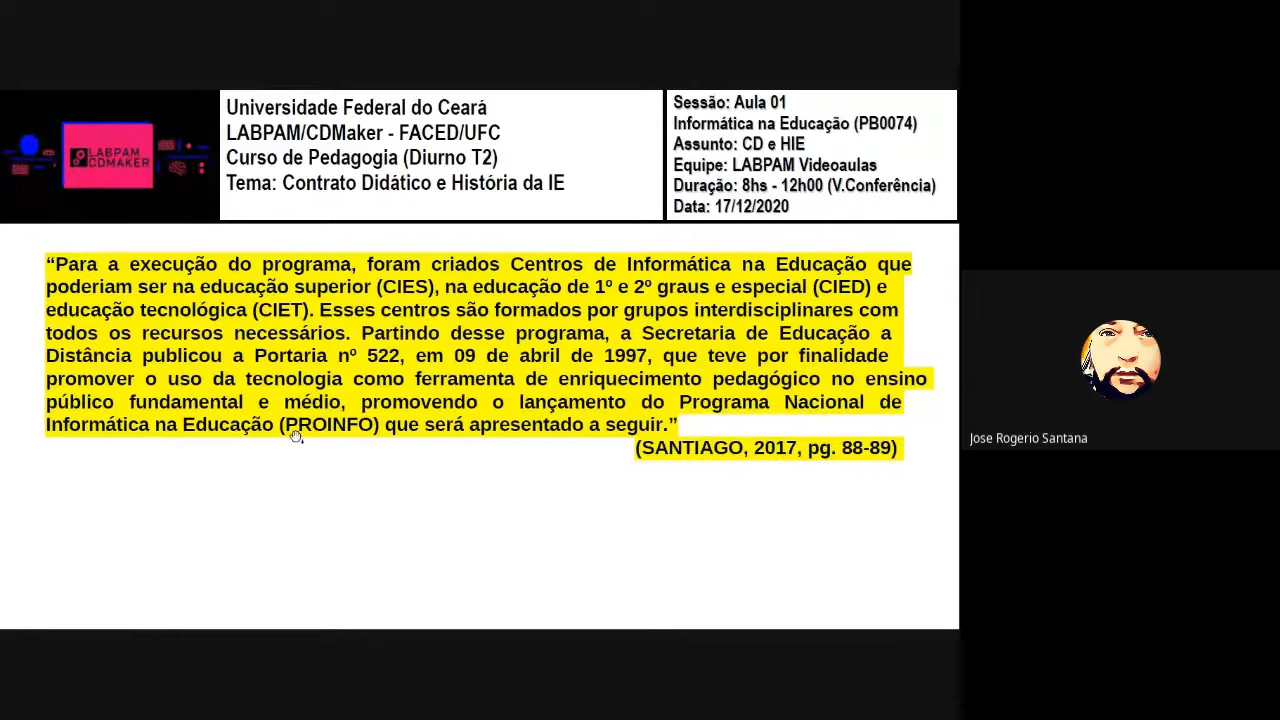 LABPAM
CDMAKER
Universidade Federal do Ceará
LABPAM/CDMaker - FACED/UFC
Curso de Pedagogia (Diurno T2)
Tema: Contrato Didático e História da IE
Sessão: Aula 01
Informática na Educação (PB0074)
Assunto: CD e HIE
Equipe: LABPAM Videoaulas
Duração: 8hs - 12h00 (V.Conferência)
Data: 17/12/2020
“Para a execução do programa, foram criados Centros de Informática na Educação que
poderiam ser na educação superior (CIES), na educação de 1º e 2º graus e especial (CIED) e
educação tecnológica (CIET). Esses centros são formados por grupos interdisciplinares com
todos os recursos necessários. Partindo desse programa, a Secretaria de Educação a
Distância publicou a Portaria nº 522, em 09 de abril de 1997, que teve por finalidade
promover o uso da tecnologia como ferramenta de enriquecimento pedagógico no ensino
público fundamental e médio, promovendo o lançamento do Programa Nacional de
Informática na Educação (PROINFO) que será apresentado a seguir.”
(SANTIAGO, 2017, pg. 88-89)
Jose Rogerio Santana